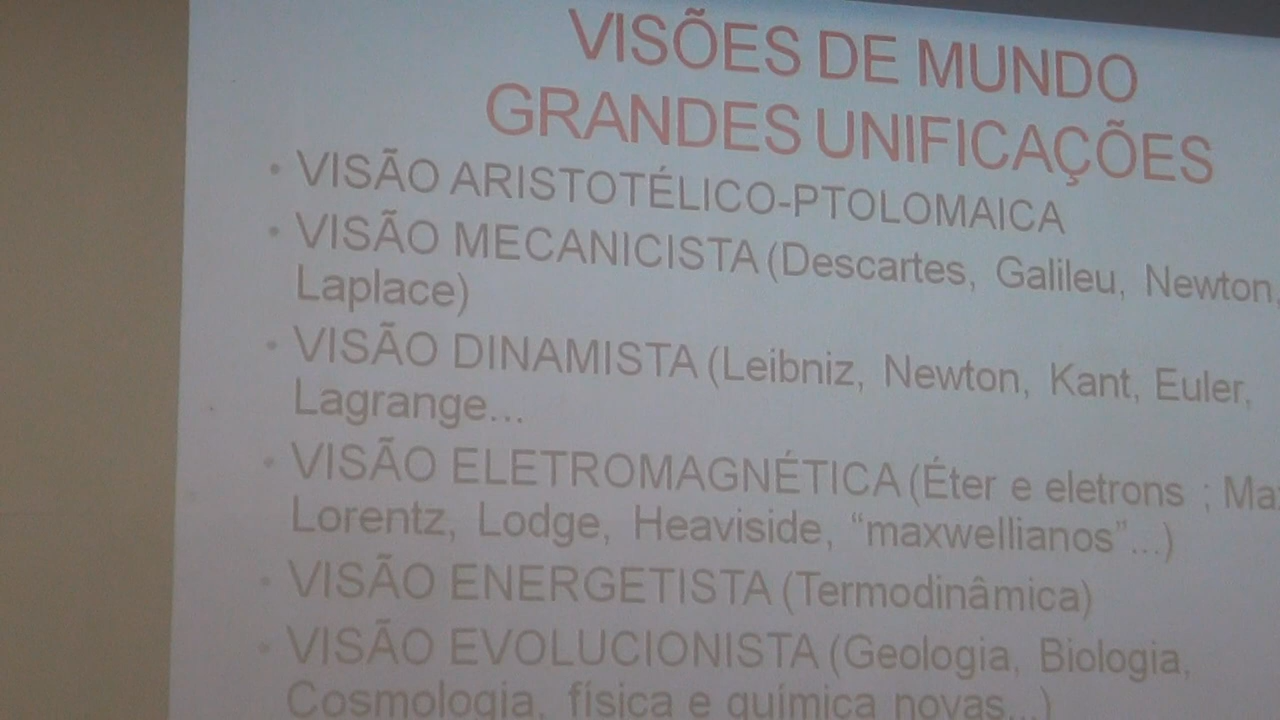 VISÕES DE MUNDO
GRANDES UNIFICAÇÕES
• VISÃO ARISTOTÉLICO-PTOLOMAICA
• VISÃO MECANICISTA (Descartes, Galileu, Newton,
Laplace)
• VISÃO DINAMISTA (Leibniz, Newton, Kant, Euler,
Lagrange...
• VISÃO ELETROMAGNÉTICA (Éter e eletrons ;
Lorentz, Lodge, Heaviside, “maxwellianos”...)
• VISÃO ENERGETISTA (Termodinâmica)
• VISÃO EVOLUCIONISTA (Geologia, Biologia,
Cosmologia, física e química novas...)